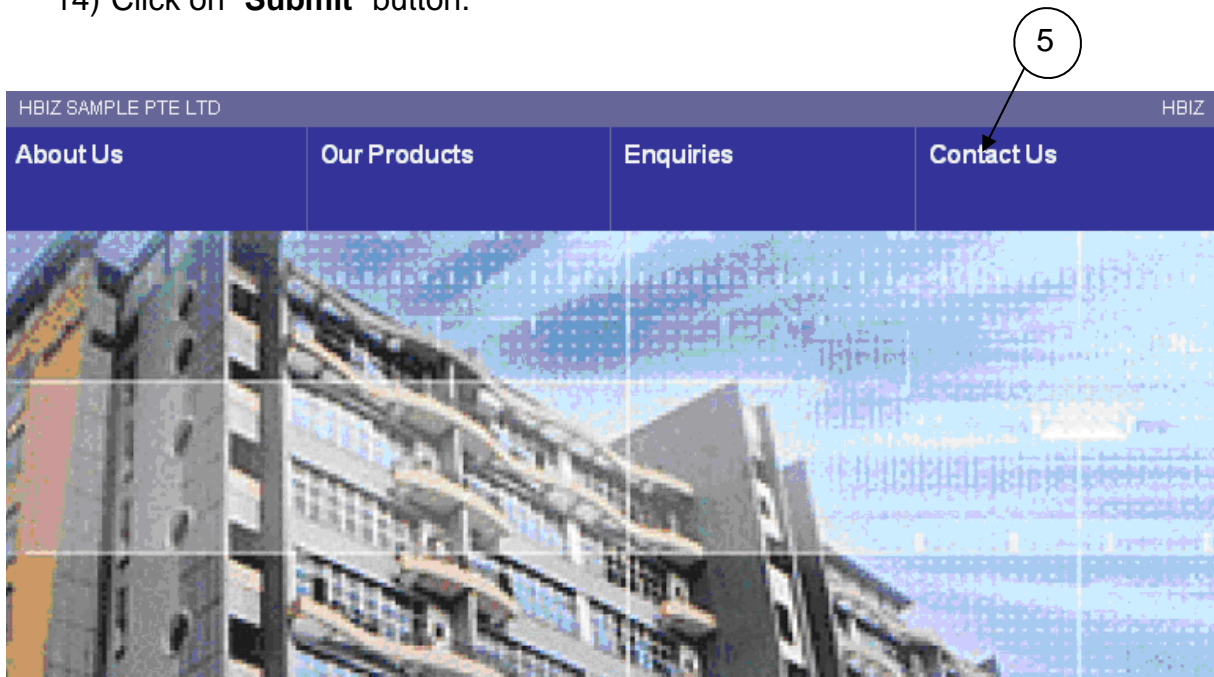 14) Click on "Submit" button.
5
HBIZ SAMPLE PTE LTD HBIZ
About Us Our Products Enquiries Contact Us